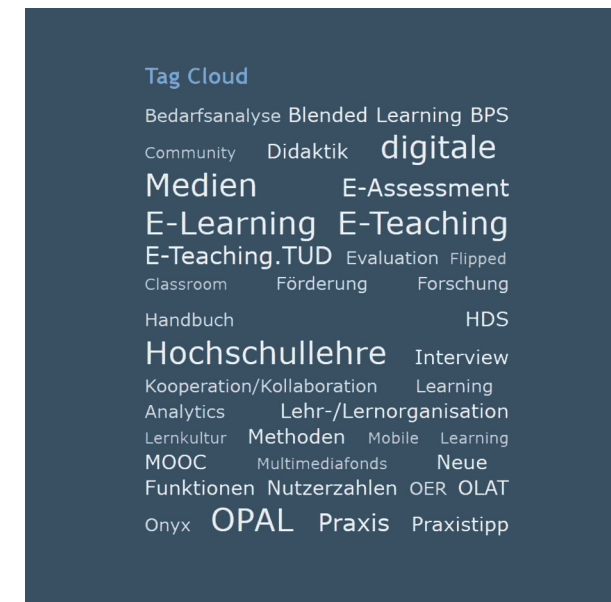 Tag Cloud
Bedarfsanalyse Blended Learning BPS
Community Didaktik digitale
Medien E-Assessment
E-Learning E-Teaching
E-Teaching.TUD Evaluation Flipped
Classroom Förderung Forschung
Handbuch HDS
Hochschullehre Interview
Kooperation/Kollaboration Learning
Analytics Lehr-/Lernorganisation
Lernkultur Methoden Mobile Learning
MOOC Multimediafonds Neue
Funktionen Nutzerzahlen OER OLAT
Onyx OPAL Praxis Praxistipp